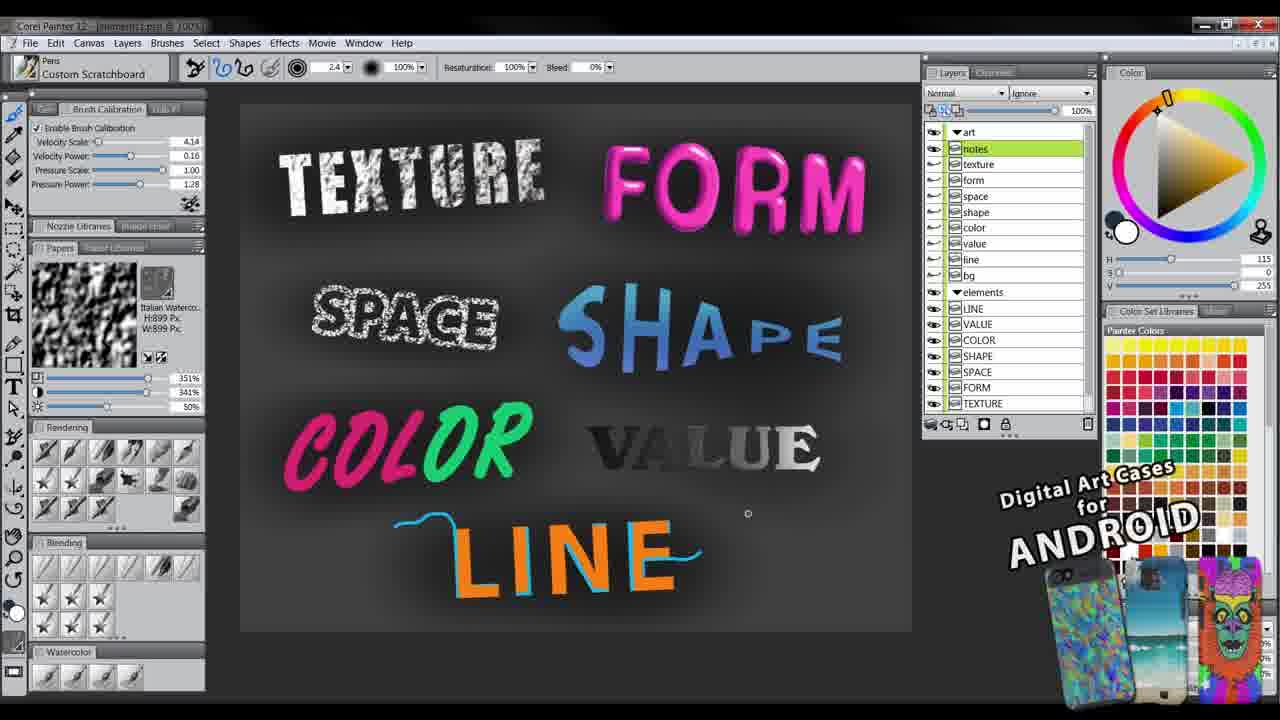 Corel Painter 12 - [elements1.psd @ 100%]
File Edit Canvas Layers Brushes Select Shapes Effects Movie Window Help
Pens
Custom Scratchboard
2.4 100% Resaturation: 100% Bleed: 0%
Brush Calibration
Enable Brush Calibration
Velocity Scale: 4.14
Velocity Power: 0.16
Pressure Scale: 1.00
Pressure Power: 1.28
Nozzle Libraries
Papers Paper Libraries
Italian Waterco...
H:899 Px.
W:899 Px.
351%
341%
50%
Rendering
Blending
Watercolor
TEXTURE FORM
SPACE SHAPE
COLOR VALUE
LINE
Layers Channels
Normal Ignore
100%
art
notes
texture
form
space
shape
color
value
line
bg
elements
LINE
VALUE
COLOR
SHAPE
SPACE
FORM
TEXTURE
Color
H 115
S 0
V 255
Color Set Libraries Mixer
Painter Colors
Digital Art Cases
for
ANDROID